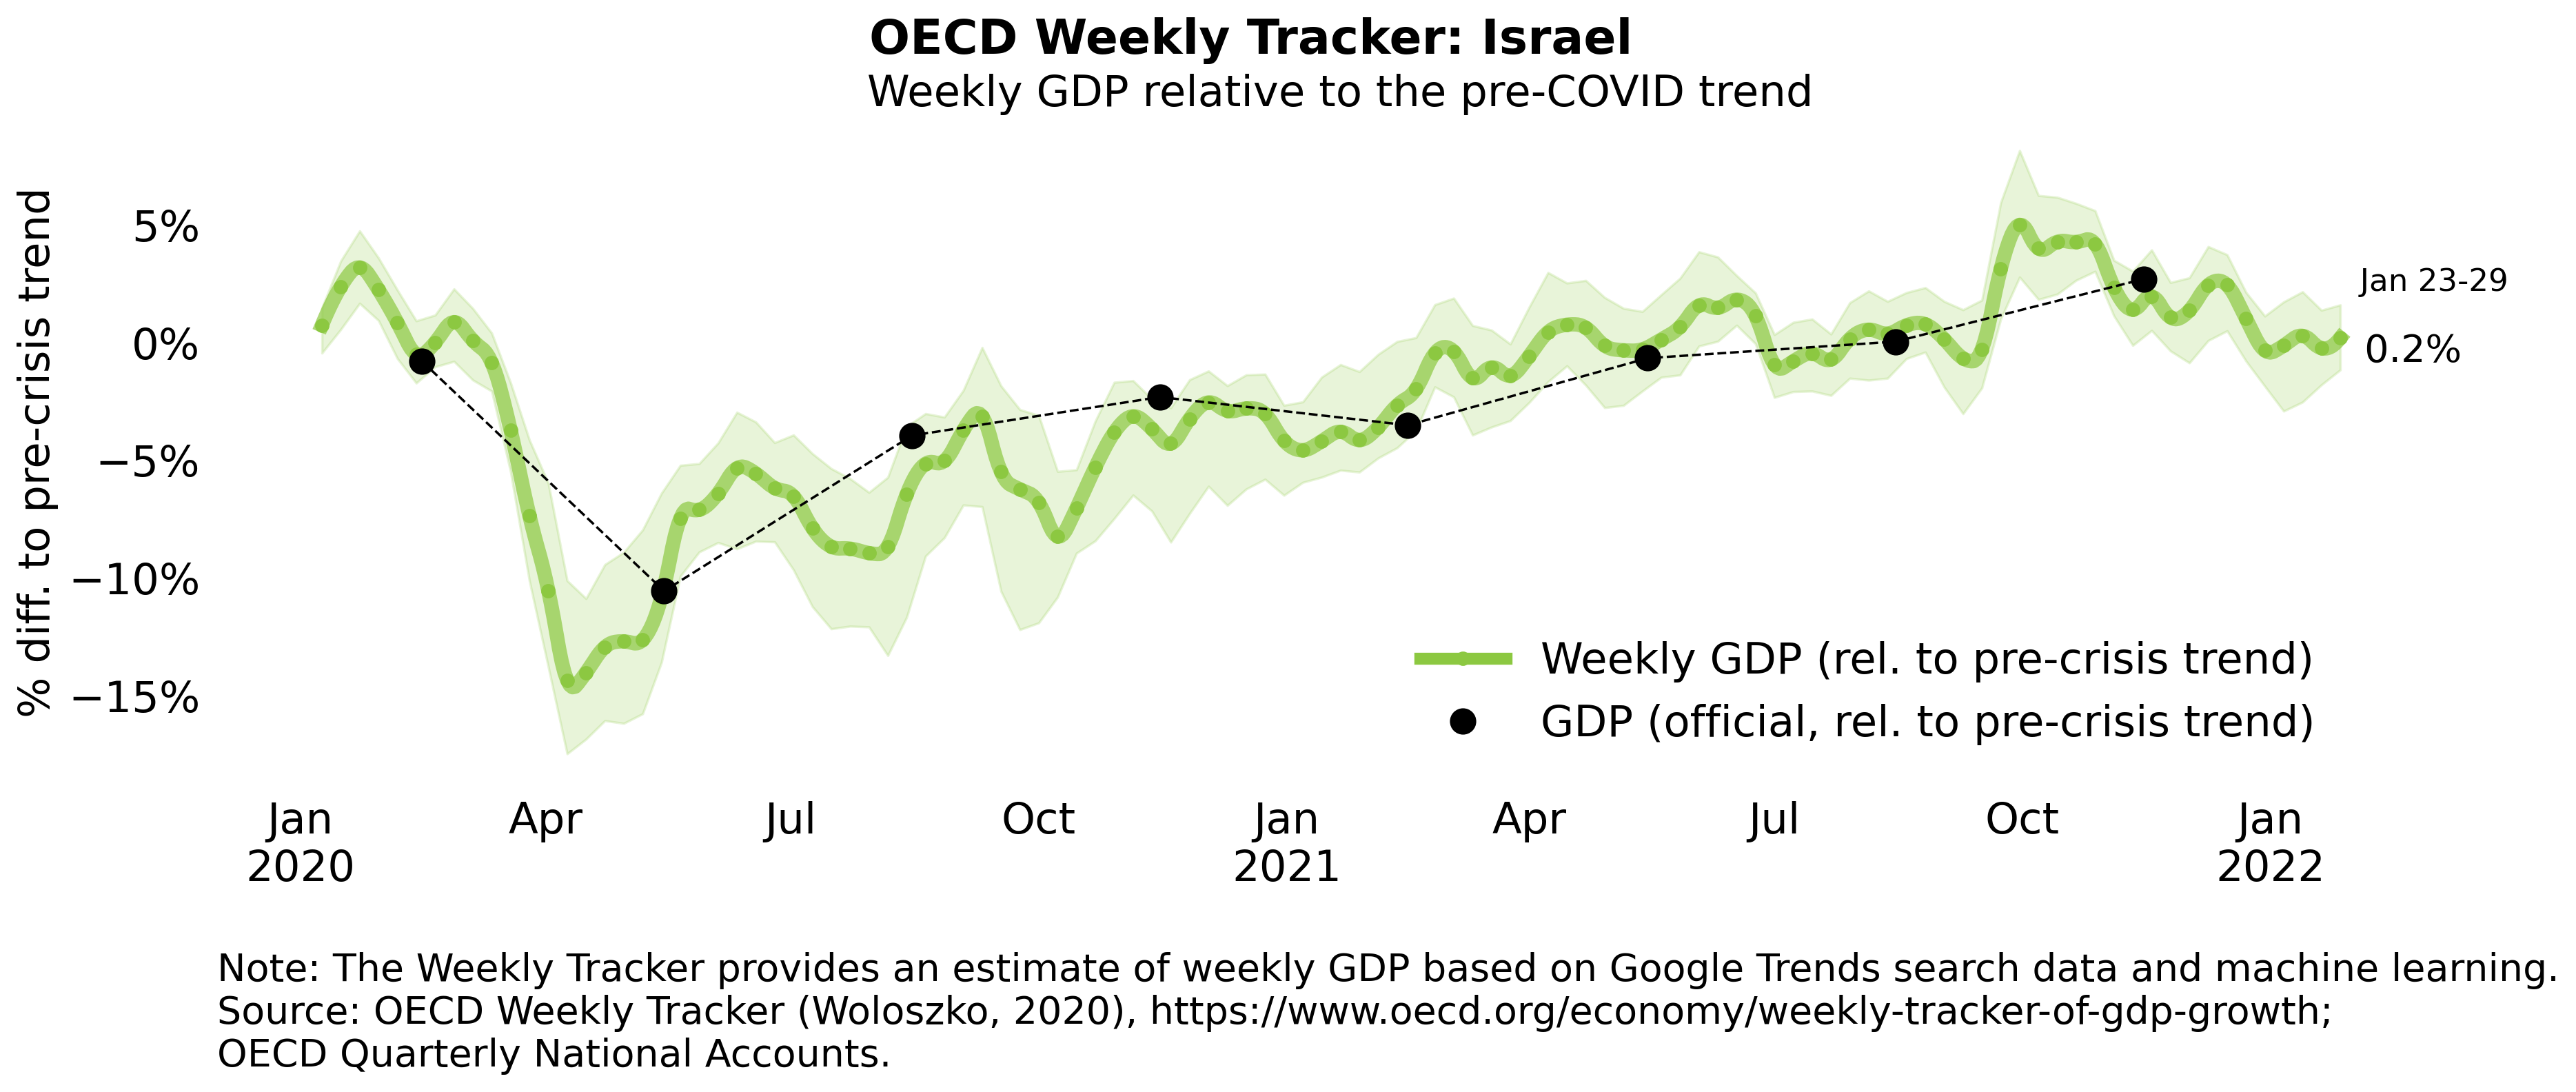 OECD Weekly Tracker: Israel
Weekly GDP relative to the pre-COVID trend
% diff. to pre-crisis trend
5%
0%
−5%
−10%
−15%
Jan 23-29
0.2%
Weekly GDP (rel. to pre-crisis trend)
GDP (official, rel. to pre-crisis trend)
Jan Apr Jul Oct Jan Apr Jul Oct Jan
2020 2021 2022
Note: The Weekly Tracker provides an estimate of weekly GDP based on Google Trends search data and machine learning.
Source: OECD Weekly Tracker (Woloszko, 2020), https://www.oecd.org/economy/weekly-tracker-of-gdp-growth;
OECD Quarterly National Accounts.